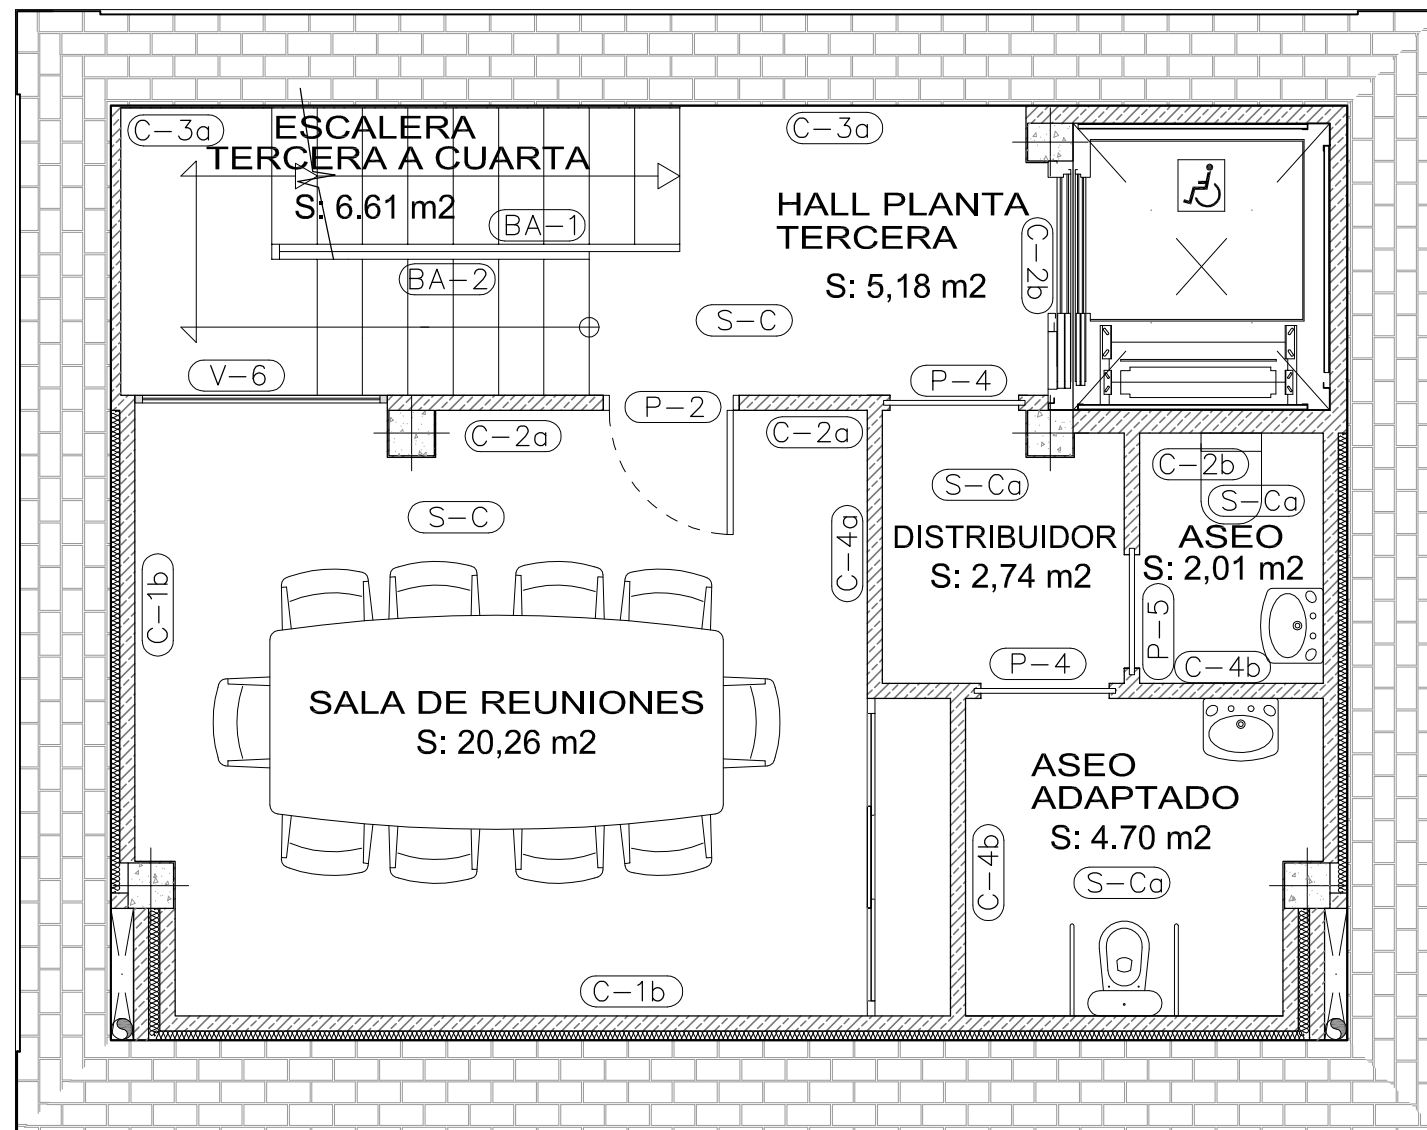 C-3a
ESCALERA
TERCERA A CUARTA
S: 6.61 m2
BA-1
BA-2
C-3a
HALL PLANTA
TERCERA
S: 5,18 m2
C-2b
S-C
V-6
P-2
P-4
C-2a
C-2a
C-2b
S-Ca
S-Ca
S-C
C-4a
DISTRIBUIDOR
S: 2,74 m2
ASEO
S: 2,01 m2
C-1b
P-5
P-4
C-4b
SALA DE REUNIONES
S: 20,26 m2
ASEO
ADAPTADO
S: 4.70 m2
C-4b
S-Ca
C-1b